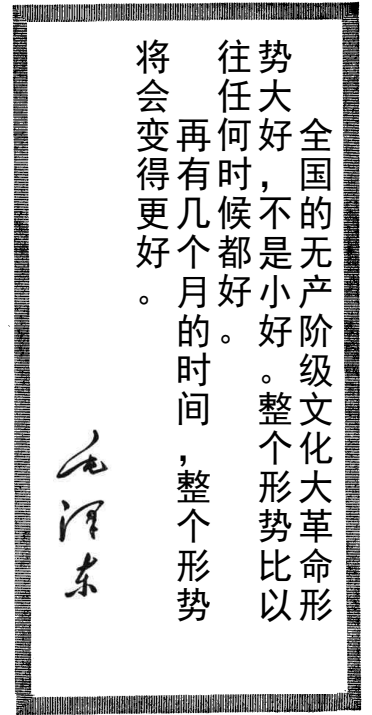 全国的无产阶级文化大革命形
势大好，不是小好。整个形势比以
往任何时候都好。
再有几个月的时间，整个形势
将会变得更好。
毛泽东